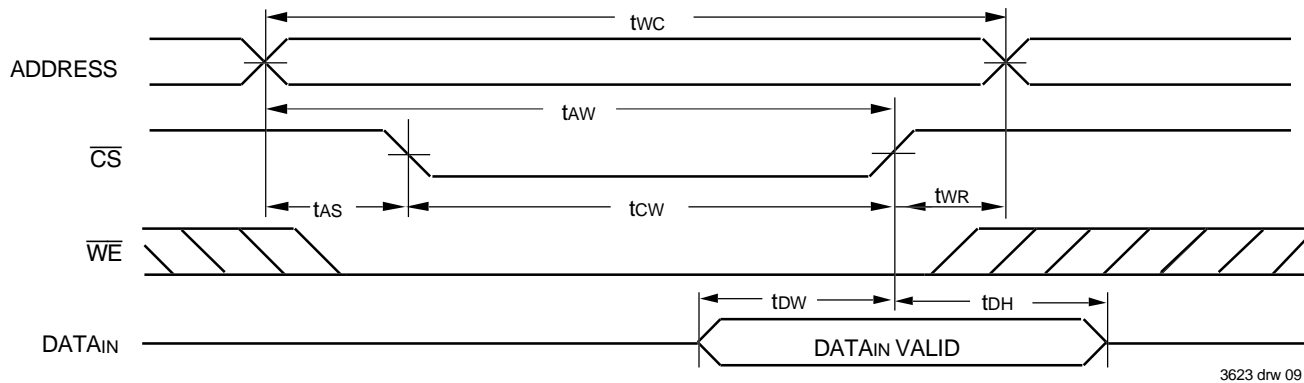 tWC
ADDRESS
tAW
CS
tAS
tCW
tWR
WE
tDW
tDH
DATAIN
DATAIN VALID
3623 drw 09